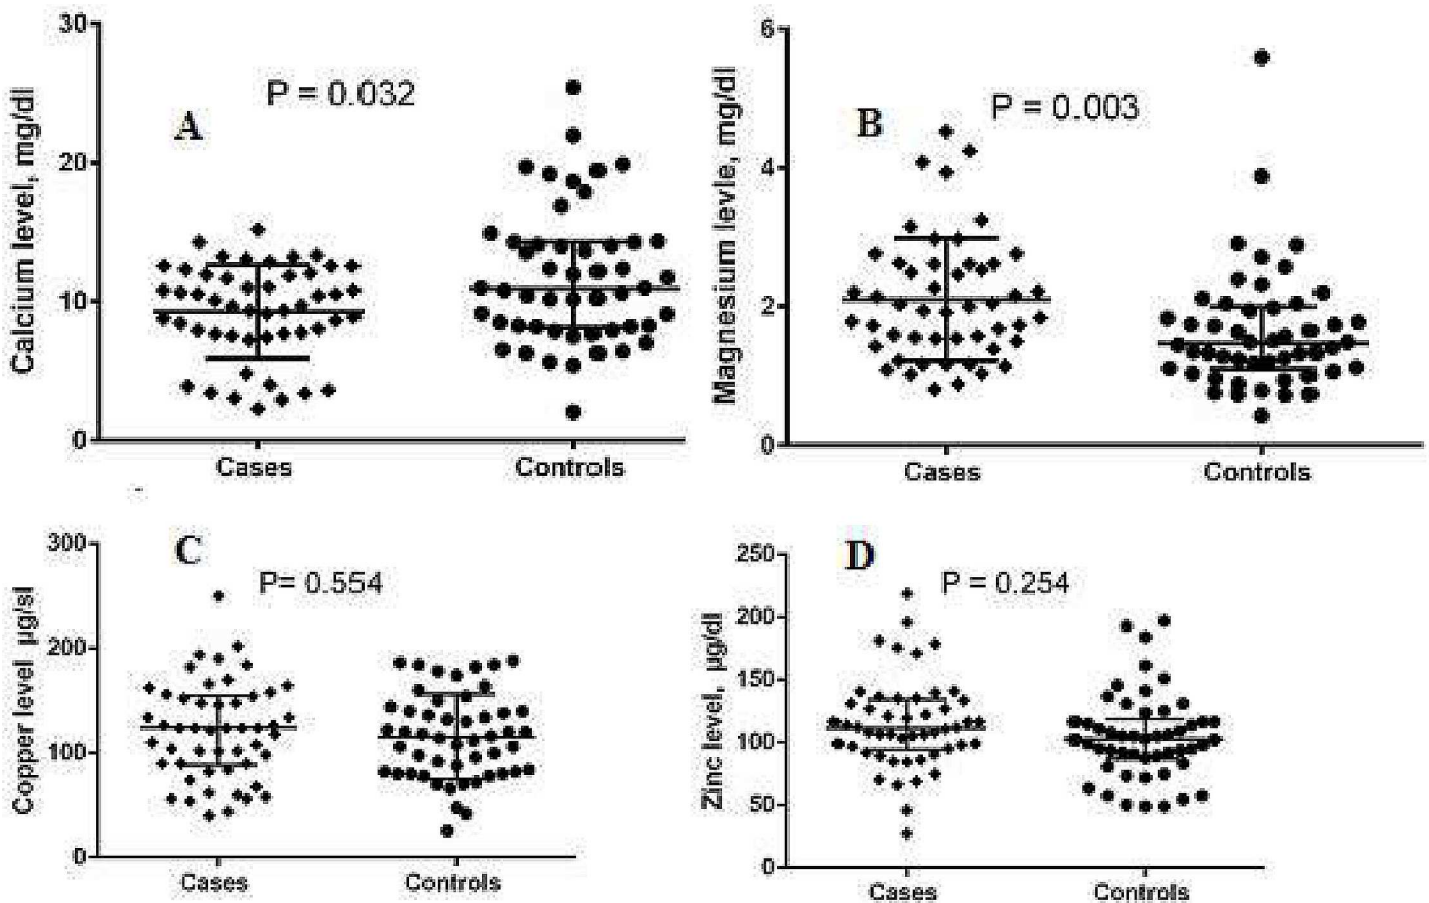 30
20
10
0
Calcium level, mg/dl
A
P = 0.032
Cases
Controls
6
4
2
0
Magnesium levle, mg/dl
B
P = 0.003
Cases
Controls
300
200
100
0
Copper level µg/sl
C
P= 0.554
Cases
Controls
250
200
150
100
50
0
Zinc level, µg/dl
D
P = 0.254
Cases
Controls